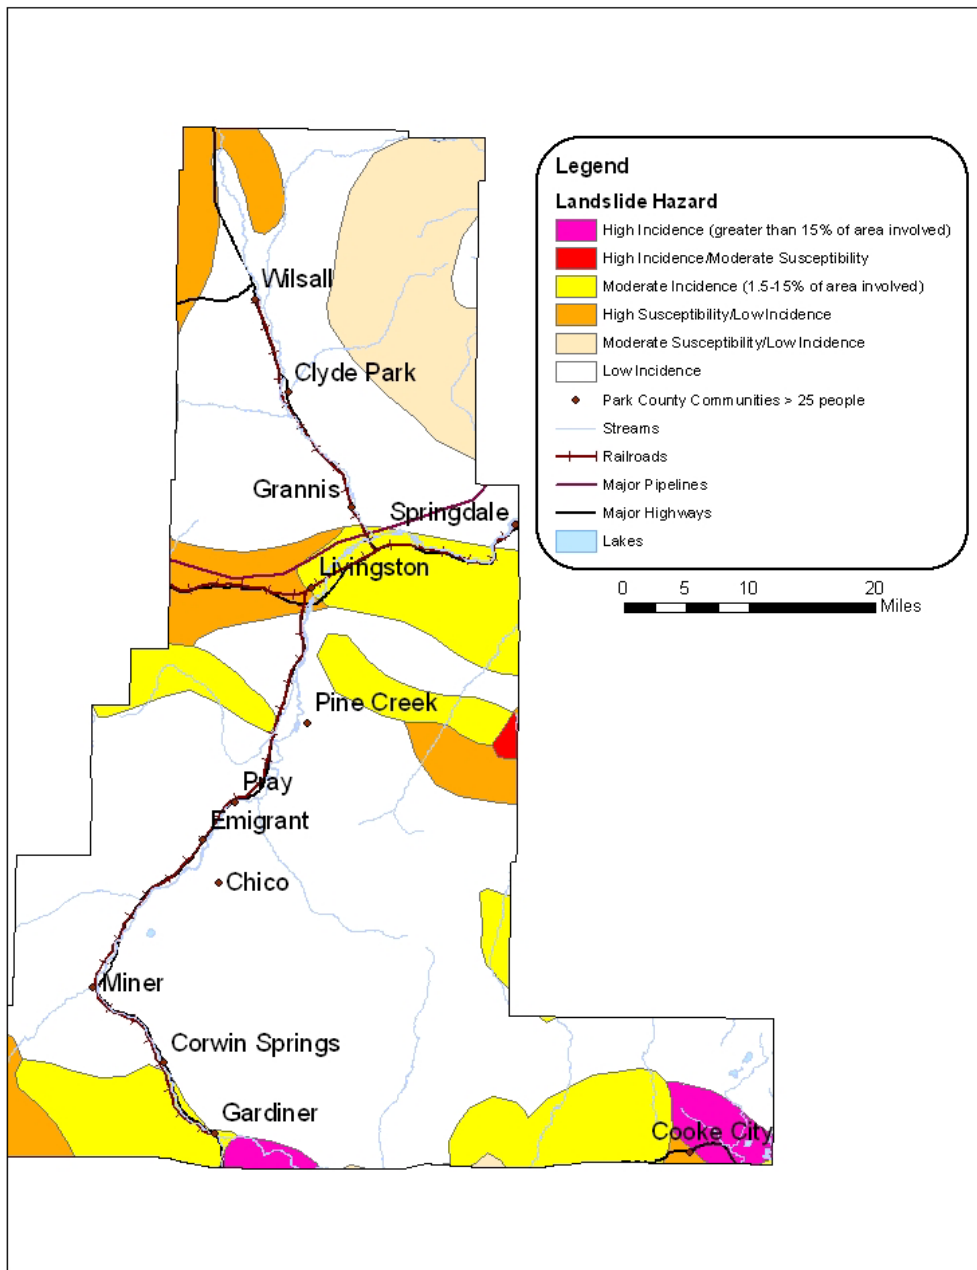 Legend
Landslide Hazard
High Incidence (greater than 15% of area involved)
High Incidence/Moderate Susceptibility
Moderate Incidence (1.5-15% of area involved)
High Susceptibility/Low Incidence
Moderate Susceptibility/Low Incidence
Low Incidence
Park County Communities > 25 people
Streams
Railroads
Major Pipelines
Major Highways
Lakes
0 5 10 20
Miles
Wilsall
Clyde Park
Grannis
Springdale
Livingston
Pine Creek
Pray
Emigrant
Chico
Miner
Corwin Springs
Gardiner
Cooke City